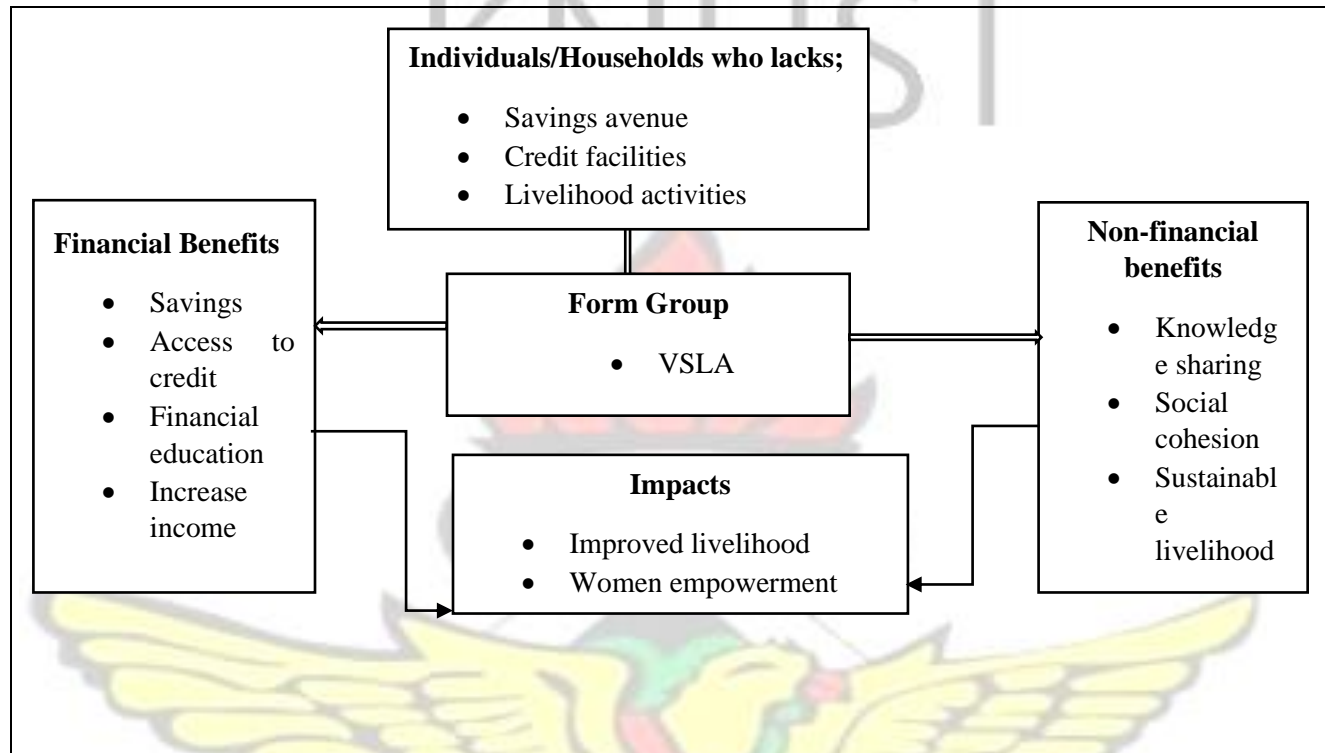 KNUST
Individuals/Households who lacks;
• Savings avenue
• Credit facilities
• Livelihood activities
Financial Benefits
• Savings
• Access to
credit
• Financial
education
• Increase
income
Form Group
• VSLA
Non-financial
benefits
• Knowledg
e sharing
• Social
cohesion
• Sustainabl
e
livelihood
Impacts
• Improved livelihood
• Women empowerment